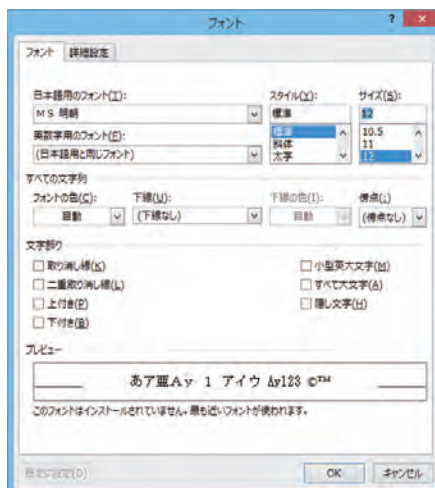 フォント
? ×
フォント 詳細設定
日本語用のフォント(T): スタイル(Y): サイズ(S):
ＭＳ 明朝 標準 12
英数字用のフォント(F): 標準 10.5
(日本語用と同じフォント) 斜体 11
太字 12
すべての文字列
フォントの色(C): 下線(U): 下線の色(I): 傍点(:)
自動 (下線なし) 自動 (傍点なし)
文字飾り
取り消し線(K) 小型英大文字(M)
二重取り消し線(L) すべて大文字(A)
上付き(P) 隠し文字(H)
下付き(B)
プレビュー
あア亜Ａｙ １ アイウ Ay123 ©™
このフォントはインストールされていません。最も近いフォントが使われます。
既定に設定(D) OK キャンセル